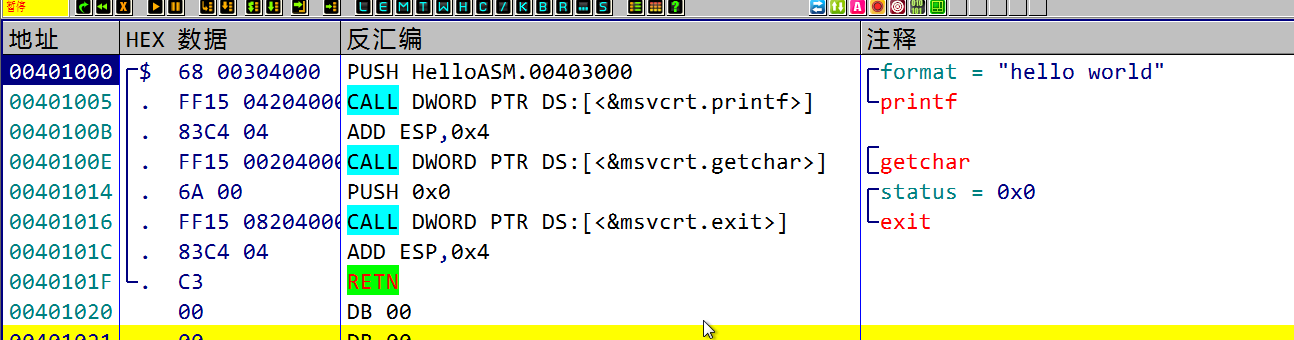 暂停 L E M T W H C / K B R ... S ?
地址 HEX 数据 反汇编 注释
00401000 $ 68 00304000 PUSH HelloASM.00403000 format = "hello world"
00401005 . FF15 04204000 CALL DWORD PTR DS:[<&msvcrt.printf>] printf
0040100B . 83C4 04 ADD ESP,0x4
0040100E . FF15 00204000 CALL DWORD PTR DS:[<&msvcrt.getchar>] getchar
00401014 . 6A 00 PUSH 0x0 status = 0x0
00401016 . FF15 08204000 CALL DWORD PTR DS:[<&msvcrt.exit>] exit
0040101C . 83C4 04 ADD ESP,0x4
0040101F . C3 RETN
00401020 00 DB 00
00401021 00 DB 00